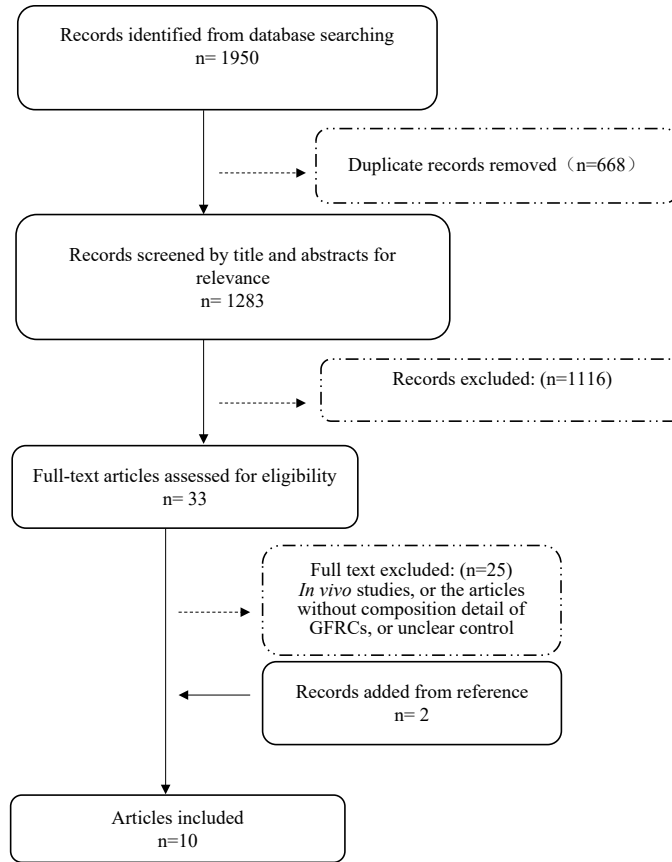 Records identified from database searching
n= 1950
Duplicate records removed（n=668）
Records screened by title and abstracts for
relevance
n= 1283
Records excluded: (n=1116)
Full-text articles assessed for eligibility
n= 33
Full text excluded: (n=25)
In vivo studies, or the articles
without composition detail of
GFRCs, or unclear control
Records added from reference
n= 2
Articles included
n=10